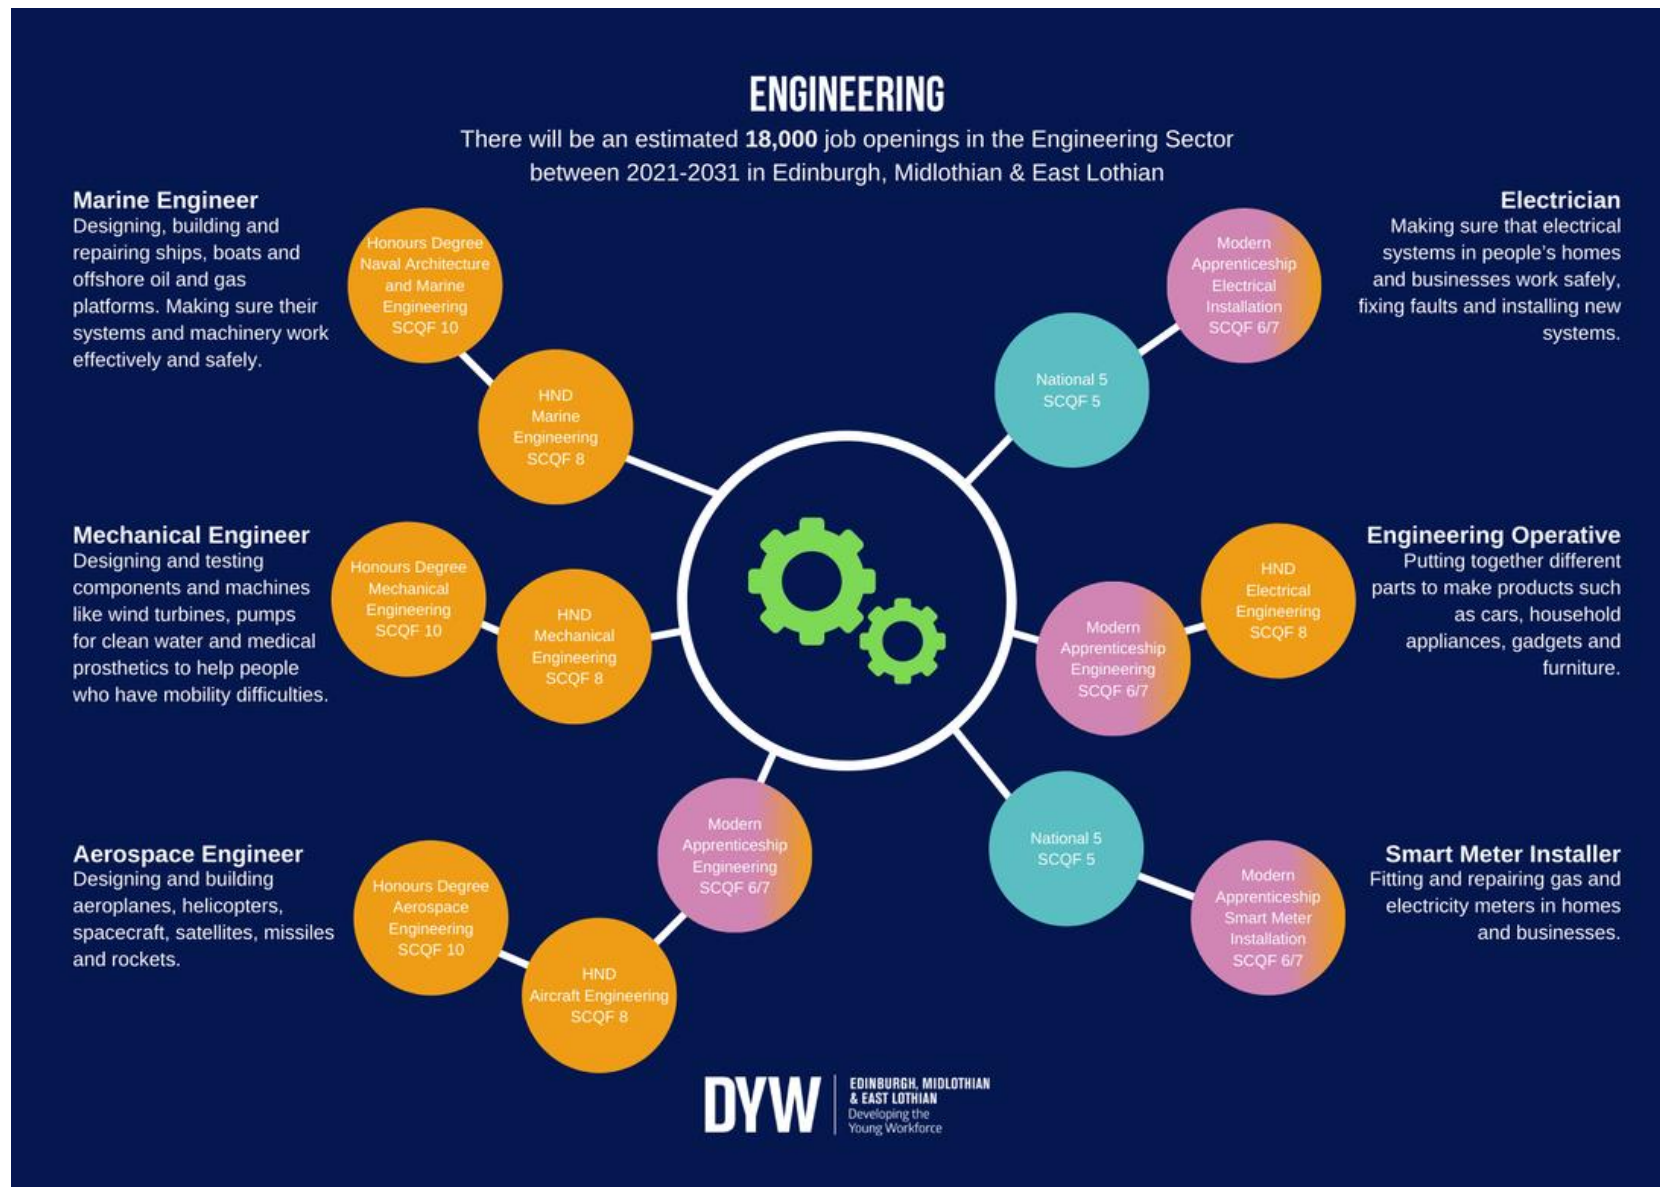 ENGINEERING
There will be an estimated 18,000 job openings in the Engineering Sector
between 2021-2031 in Edinburgh, Midlothian & East Lothian
Marine Engineer
Designing, building and
repairing ships, boats and
offshore oil and gas
platforms. Making sure their
systems and machinery work
effectively and safely.
Honours Degree
Naval Architecture
and Marine
Engineering
SCQF 10
HND
Marine
Engineering
SCQF 8
Mechanical Engineer
Designing and testing
components and machines
like wind turbines, pumps
for clean water and medical
prosthetics to help people
who have mobility difficulties.
Honours Degree
Mechanical
Engineering
SCQF 10
HND
Mechanical
Engineering
SCQF 8
Aerospace Engineer
Designing and building
aeroplanes, helicopters,
spacecraft, satellites, missiles
and rockets.
Honours Degree
Aerospace
Engineering
SCQF 10
HND
Aircraft Engineering
SCQF 8
Modern
Apprenticeship
Engineering
SCQF 6/7
National 5
SCQF 5
Modern
Apprenticeship
Electrical
Installation
SCQF 6/7
Electrician
Making sure that electrical
systems in people's homes
and businesses work safely,
fixing faults and installing new
systems.
Modern
Apprenticeship
Engineering
SCQF 6/7
HND
Electrical
Engineering
SCQF 8
Engineering Operative
Putting together different
parts to make products such
as cars, household
appliances, gadgets and
furniture.
National 5
SCQF 5
Modern
Apprenticeship
Smart Meter
Installation
SCQF 6/7
Smart Meter Installer
Fitting and repairing gas and
electricity meters in homes
and businesses.
DYW
EDINBURGH, MIDLOTHIAN
& EAST LOTHIAN
Developing the
Young Workforce